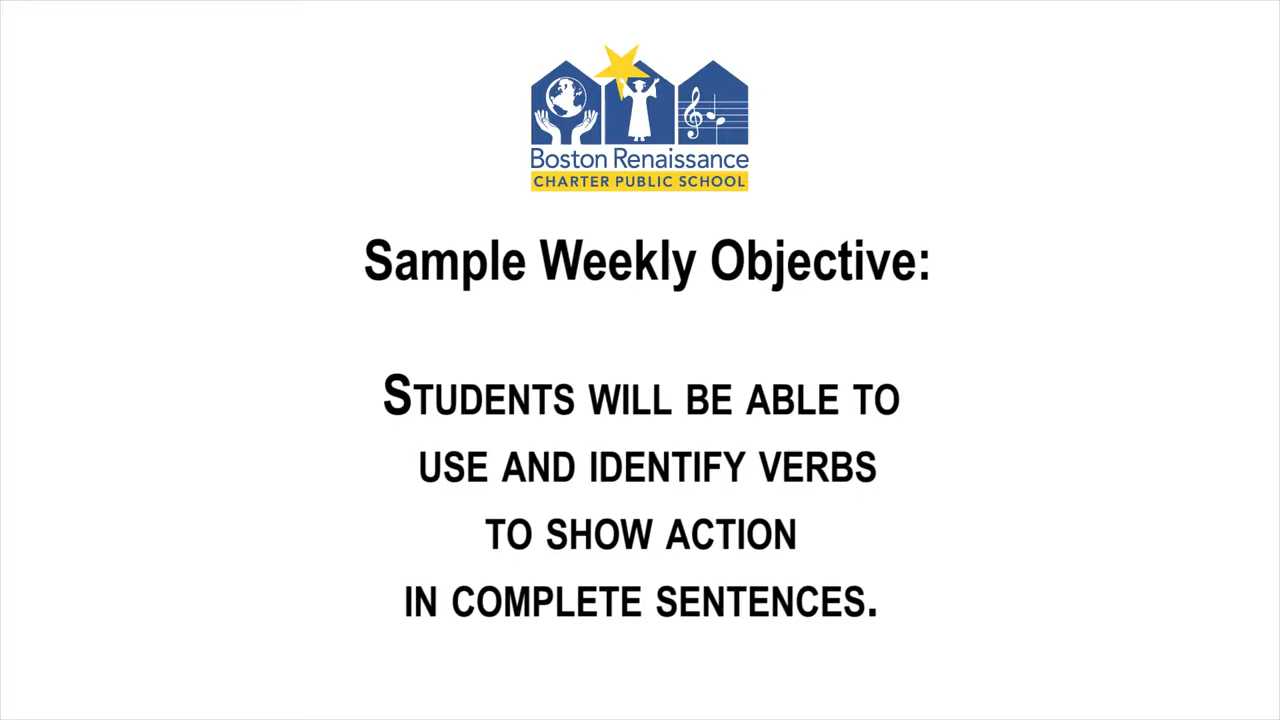 Boston Renaissance
CHARTER PUBLIC SCHOOL
Sample Weekly Objective:
STUDENTS WILL BE ABLE TO
USE AND IDENTIFY VERBS
TO SHOW ACTION
IN COMPLETE SENTENCES.